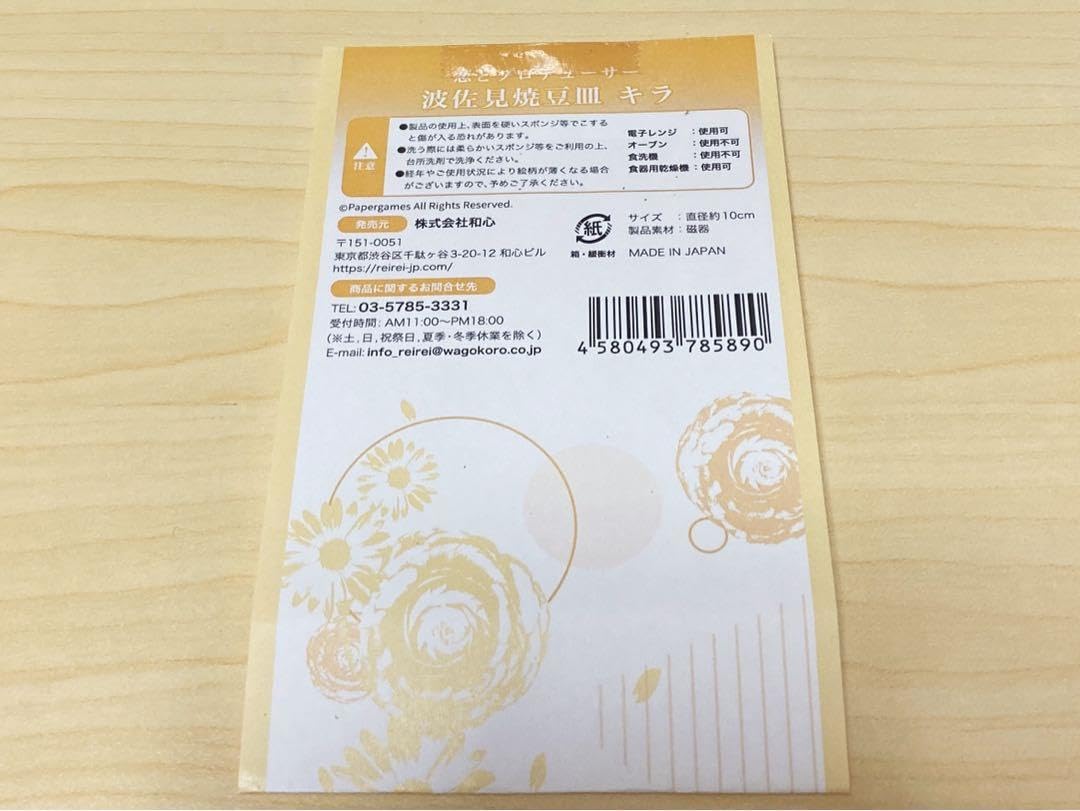 恋とプロデューサー
波佐見焼豆皿 キラ
注意
●製品の使用上、表面を硬いスポンジ等でこする
と傷が入る恐れがあります。
●洗う際には柔らかいスポンジ等をご利用の上、
台所洗剤で洗浄ください。
●経年やご使用状況により絵柄が薄くなる場合
がございますので、予めご了承ください。
電子レンジ ：使用可
オーブン ：使用不可
食洗機 ：使用不可
食器用乾燥機：使用可
©Papergames All Rights Reserved.
発売元 株式会社和心
〒151-0051
東京都渋谷区千駄ヶ谷3-20-12 和心ビル
https://reirei-jp.com/
商品に関するお問合せ先
TEL: 03-5785-3331
受付時間: AM11:00～PM18:00
(※土,日,祝祭日,夏季・冬季休業を除く)
E-mail: info_reirei@wagokoro.co.jp
紙
箱・緩衝材
サイズ ：直径約10cm
製品素材：磁器
MADE IN JAPAN
4 580493 785890